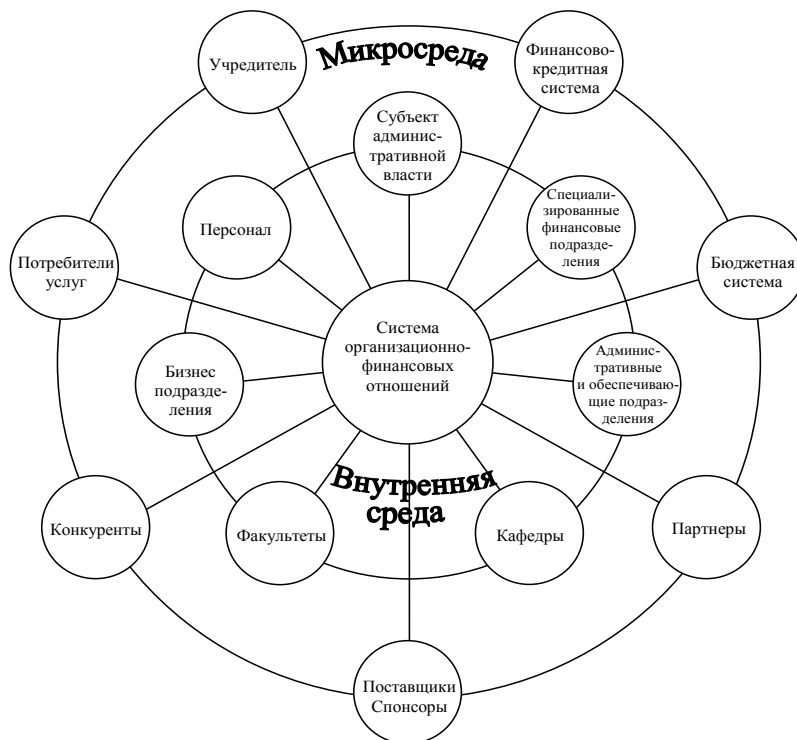 Микросреда
Учредитель
Финансово-
кредитная
система
Субъект
админис-
тративной
власти
Персонал
Специали-
зированные
финансовые
подразде-
ления
Потребители
услуг
Бюджетная
система
Система
организационно-
финансовых
отношений
Бизнес
подразде-
ления
Админис-
тративные
и обеспечиваю-
щие подраз-
деления
Внутренняя
среда
Конкуренты
Факультеты
Кафедры
Партнеры
Поставщики
Спонсоры